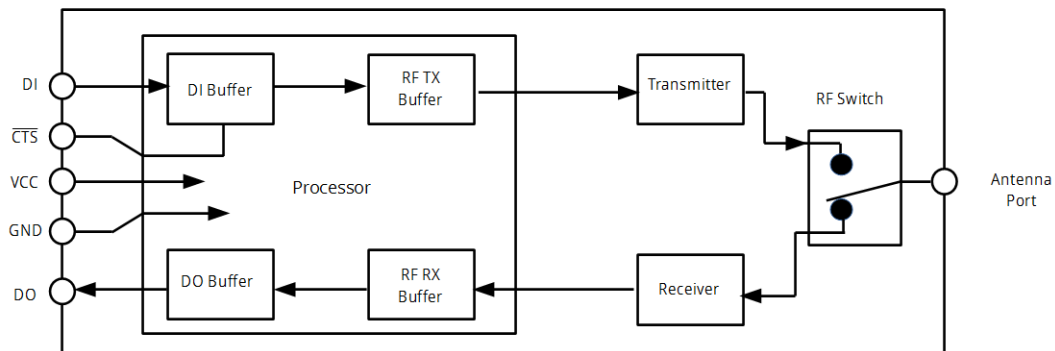 DI
DI Buffer
RF TX
Buffer
Transmitter
RF Switch
CTS
VCC
Processor
Antenna
Port
GND
DO
DO Buffer
RF RX
Buffer
Receiver